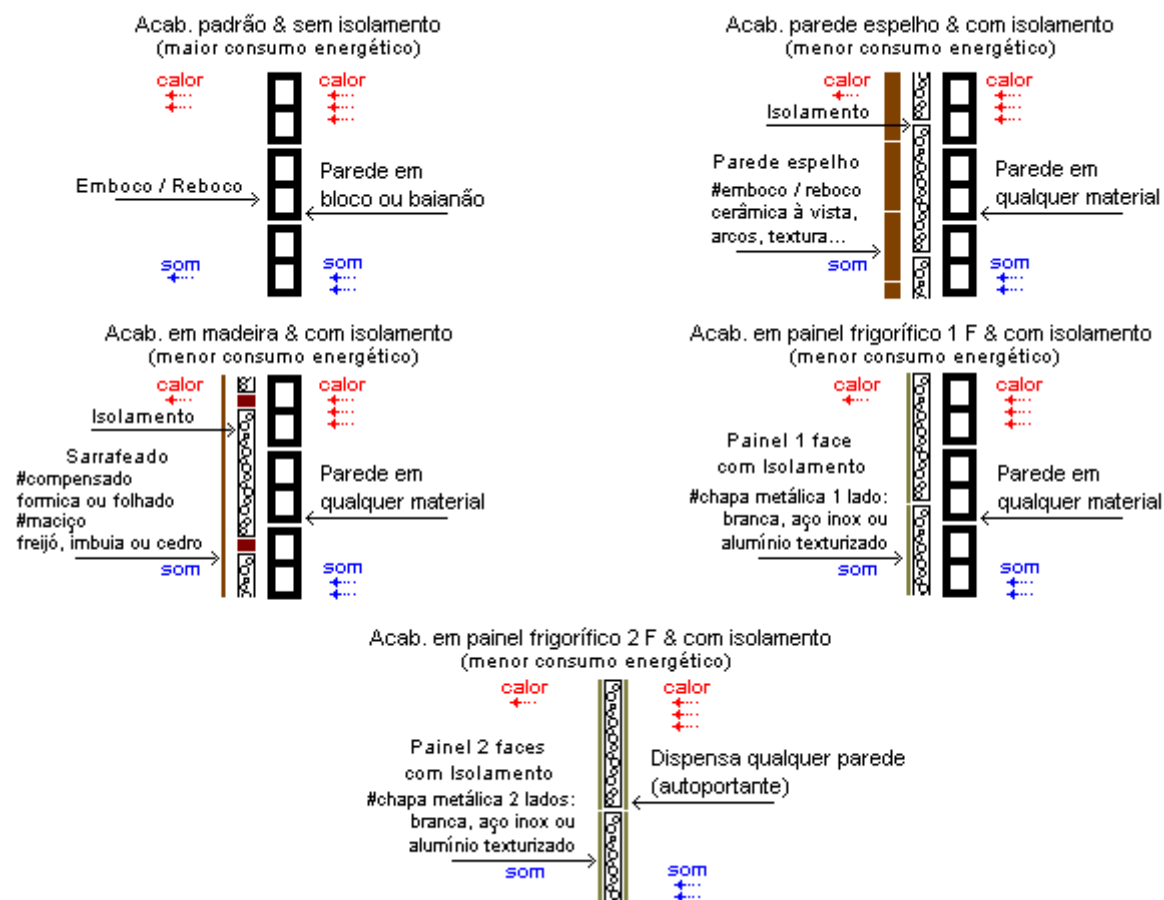 Acab. padrão & sem isolamento
(maior consumo energético)
calor
calor
Emboco / Reboco
Parede em
bloco ou baianão
som
som
Acab. parede espelho & com isolamento
(menor consumo energético)
calor
calor
Isolamento
Parede espelho
#emboco / reboco
cerâmica à vista,
arcos, textura...
Parede em
qualquer material
som
som
Acab. em madeira & com isolamento
(menor consumo energético)
calor
calor
Isolamento
Sarrafeado
#compensado
formica ou folhado
#maciço
freijó, imbuia ou cedro
Parede em
qualquer material
som
som
Acab. em painel frigorífico 1 F & com isolamento
(menor consumo energético)
calor
calor
Painel 1 face
com Isolamento
#chapa metálica 1 lado:
branca, aço inox ou
alumínio texturizado
Parede em
qualquer material
som
som
Acab. em painel frigorífico 2 F & com isolamento
(menor consumo energético)
calor
calor
Painel 2 faces
com Isolamento
#chapa metálica 2 lados:
branca, aço inox ou
alumínio texturizado
Dispensa qualquer parede
(autoportante)
som
som